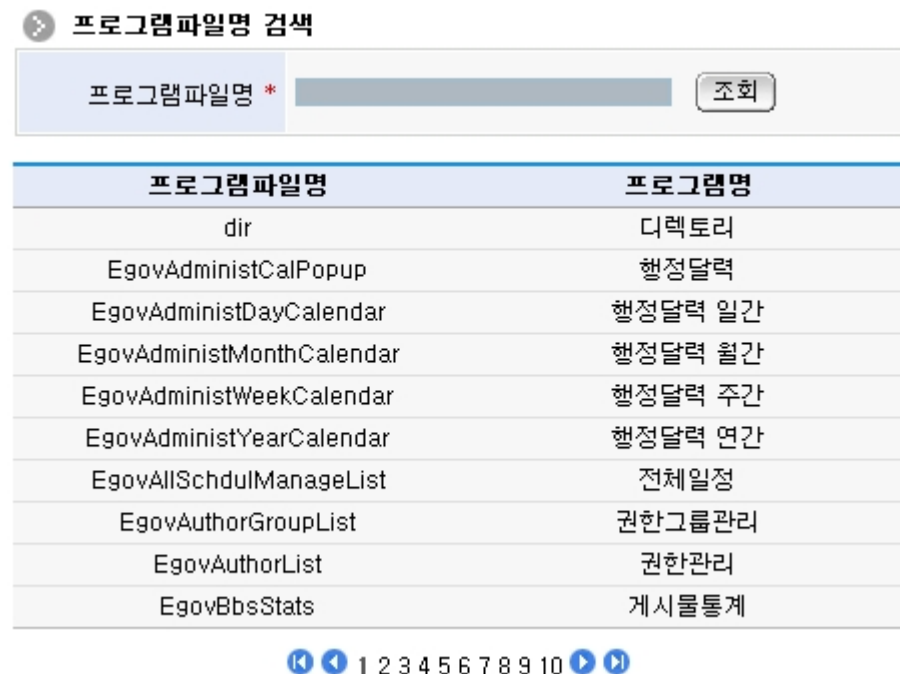 프로그램파일명 검색
프로그램파일명 * 조회
프로그램파일명 프로그램명
dir 디렉토리
EgovAdministCalPopup 행정달력
EgovAdministDayCalendar 행정달력 일간
EgovAdministMonthCalendar 행정달력 월간
EgovAdministWeekCalendar 행정달력 주간
EgovAdministYearCalendar 행정달력 연간
EgovAllSchdulManageList 전체일정
EgovAuthorGroupList 권한그룹관리
EgovAuthorList 권한관리
EgovBbsStats 게시물통계
1 2 3 4 5 6 7 8 9 10